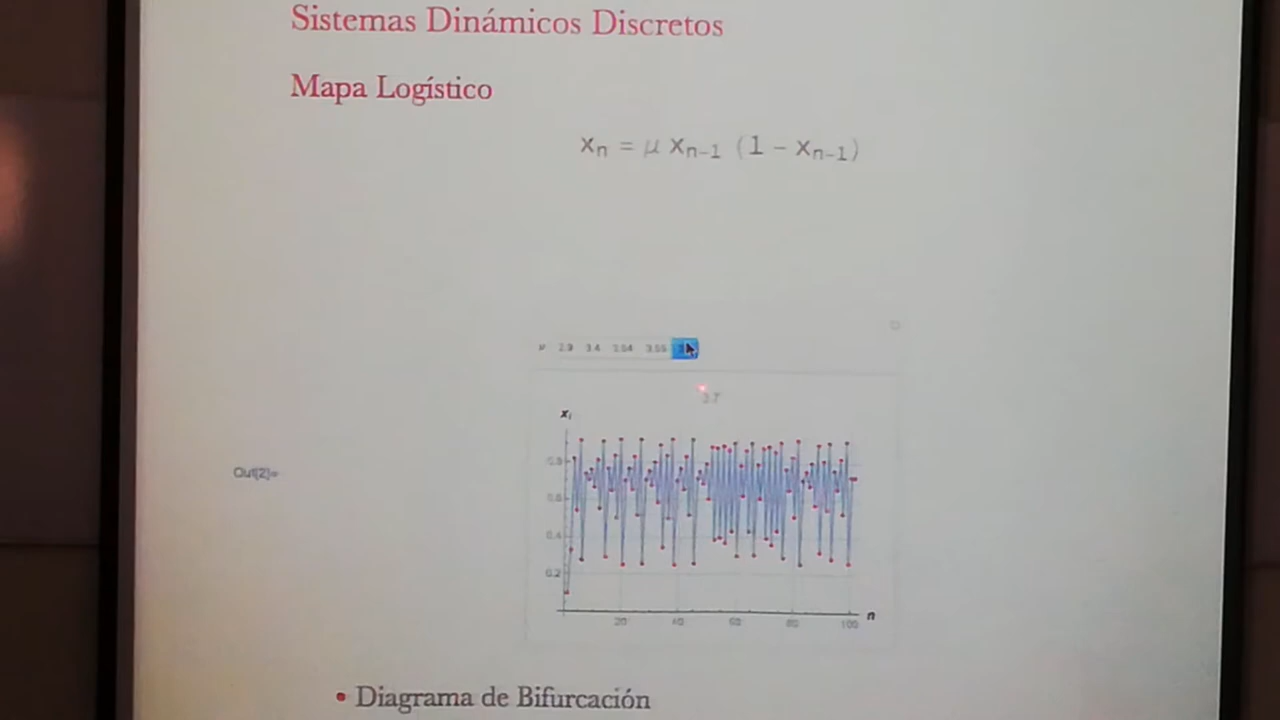 Sistemas Dinámicos Discretos
Mapa Logístico
xn = μ xn-1 (1 - xn-1)
μ 2.9 3.4 3.54 3.55
3.7
xi
0.8
0.6
0.4
0.2
Out[2]=
20 40 60 80 100 n
• Diagrama de Bifurcación